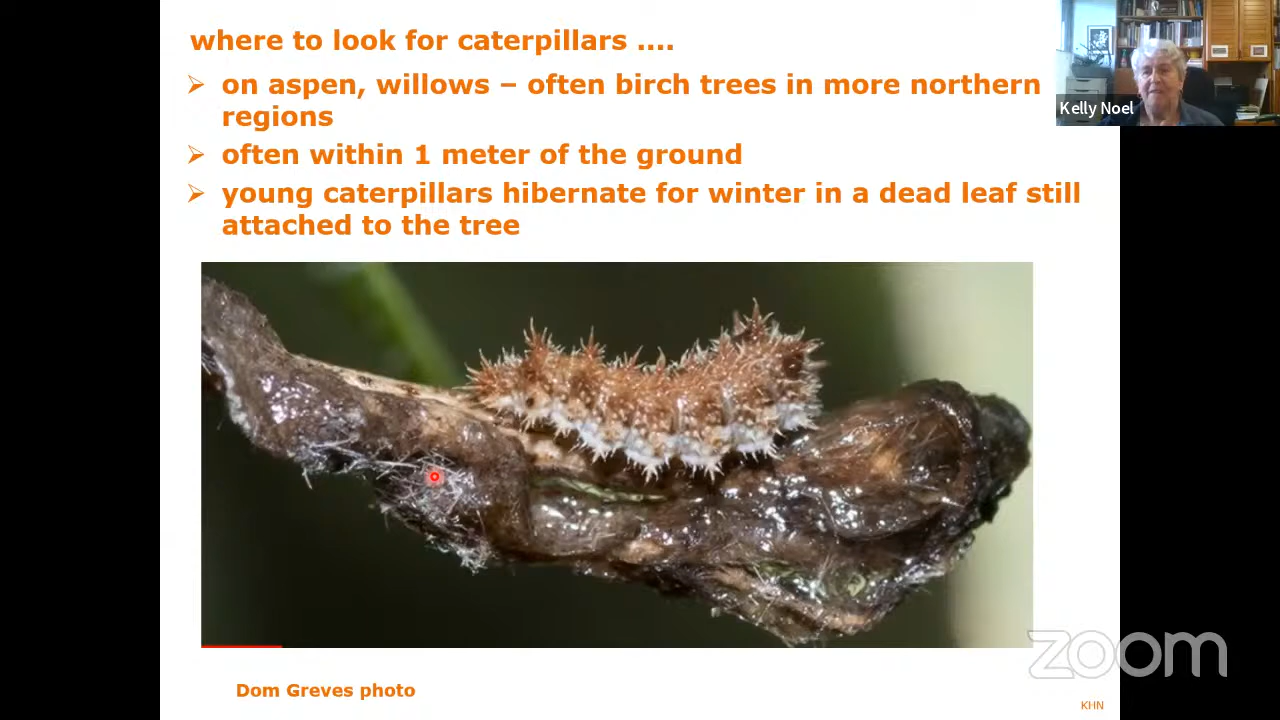 where to look for caterpillars ....
➢ on aspen, willows – often birch trees in more northern
regions
➢ often within 1 meter of the ground
➢ young caterpillars hibernate for winter in a dead leaf still
attached to the tree
Kelly Noel
Dom Greves photo
zoom
KHN